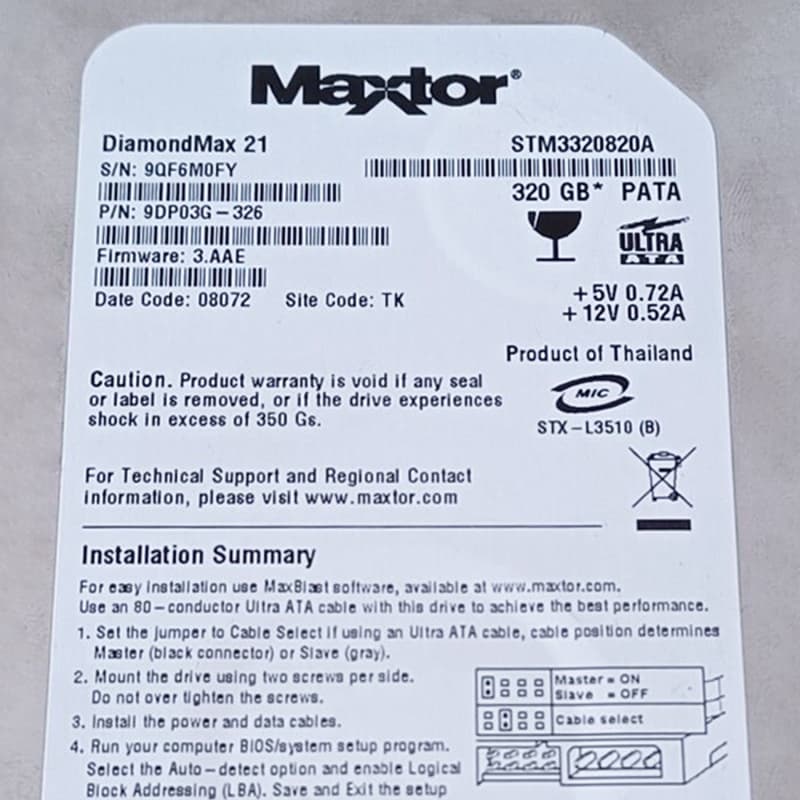 Maxtor®
DiamondMax 21
STM3320820A
S/N: 9QF6M0FY
320 GB* PATA
P/N: 9DP03G-326
ULTRA
ATA
Firmware: 3.AAE
Date Code: 08072 Site Code: TK
+5V 0.72A
+12V 0.52A
Product of Thailand
Caution. Product warranty is void if any seal
or label is removed, or if the drive experiences
shock in excess of 350 Gs.
MIC
STX-L3510 (B)
For Technical Support and Regional Contact
information, please visit www.maxtor.com
Installation Summary
For easy installation use MaxBlast software, available at www.maxtor.com.
Use an 80-conductor Ultra ATA cable with this drive to achieve the best performance.
1. Set the jumper to Cable Select if using an Ultra ATA cable, cable position determines
Master (black connector) or Slave (gray).
2. Mount the drive using two screws per side.
Do not over tighten the screws.
3. Install the power and data cables.
4. Run your computer BIOS/system setup program.
Select the Auto-detect option and enable Logical
Block Addressing (LBA). Save and Exit the setup
Master = ON
Slave = OFF
Cable select